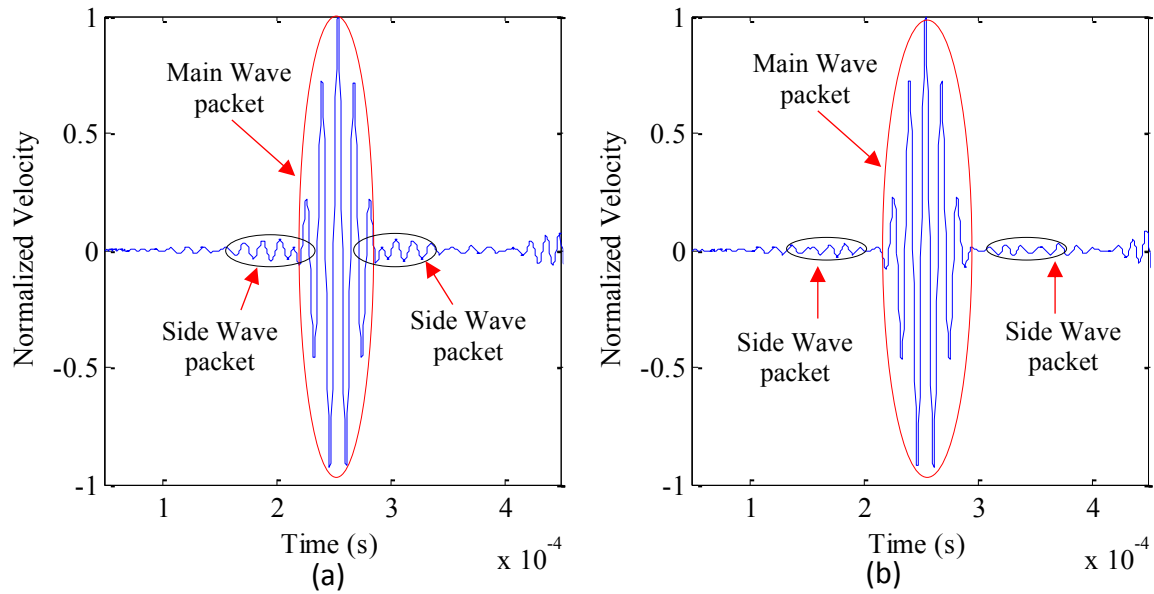 Main Wave
packet
Side Wave
packet
Side Wave
packet
Normalized Velocity
1
0.5
0
-0.5
-1
1
2
3
4
Time (s)
x 10^-4
(a)
Main Wave
packet
Side Wave
packet
Side Wave
packet
Normalized Velocity
1
0.5
0
-0.5
-1
1
2
3
4
Time (s)
x 10^-4
(b)